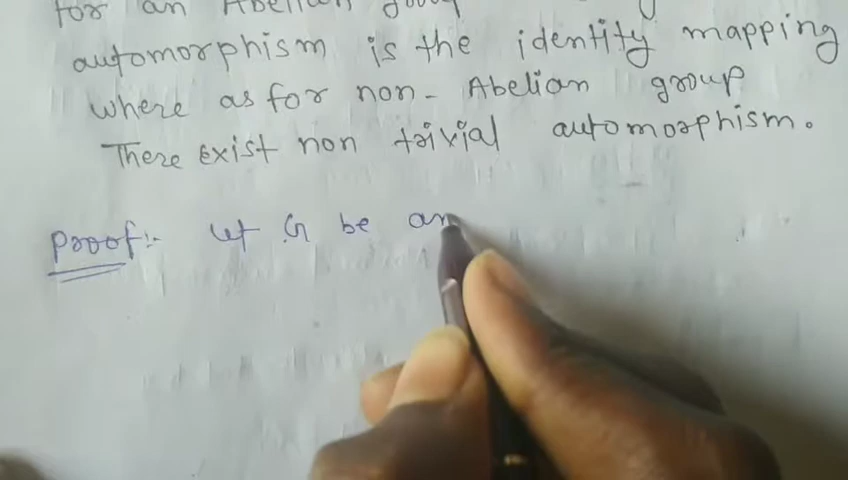 for an Abelian
automorphism is the identity mapping
where as for non- Abelian group
There exist non trivial automorphism.
Proof:- Let G be an